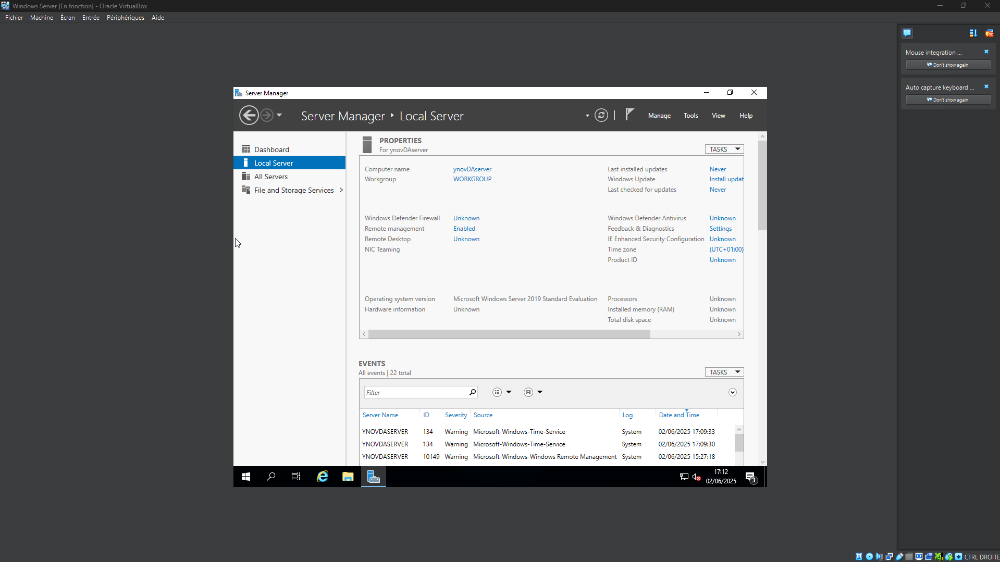 Windows Server [En fonction] - Oracle VirtualBox
Fichier Machine Écran Entrée Périphériques Aide
Mouse integration ...
Don't show again
Auto capture keyboard ...
Don't show again
Server Manager
Server Manager Local Server
Manage Tools View Help
Dashboard
Local Server
All Servers
File and Storage Services
PROPERTIES
For ynovDAserver
TASKS
Computer name ynovDAserver Last installed updates Never
Workgroup WORKGROUP Windows Update Install updat
Last checked for updates Never
Windows Defender Firewall Unknown Windows Defender Antivirus Unknown
Remote management Enabled Feedback & Diagnostics Settings
Remote Desktop Unknown IE Enhanced Security Configuration Unknown
NIC Teaming Time zone (UTC+01:00)
Product ID Unknown
Operating system version Microsoft Windows Server 2019 Standard Evaluation Processors Unknown
Hardware information Unknown Installed memory (RAM) Unknown
Total disk space Unknown
EVENTS
All events | 22 total
TASKS
Filter
Server Name ID Severity Source Log Date and Time
YNOVDASERVER 134 Warning Microsoft-Windows-Time-Service System 02/06/2025 17:09:33
YNOVDASERVER 134 Warning Microsoft-Windows-Time-Service System 02/06/2025 17:09:30
YNOVDASERVER 10149 Warning Microsoft-Windows-Windows Remote Management System 02/06/2025 15:27:18
17:12
02/06/2025
3
CTRL DROITE